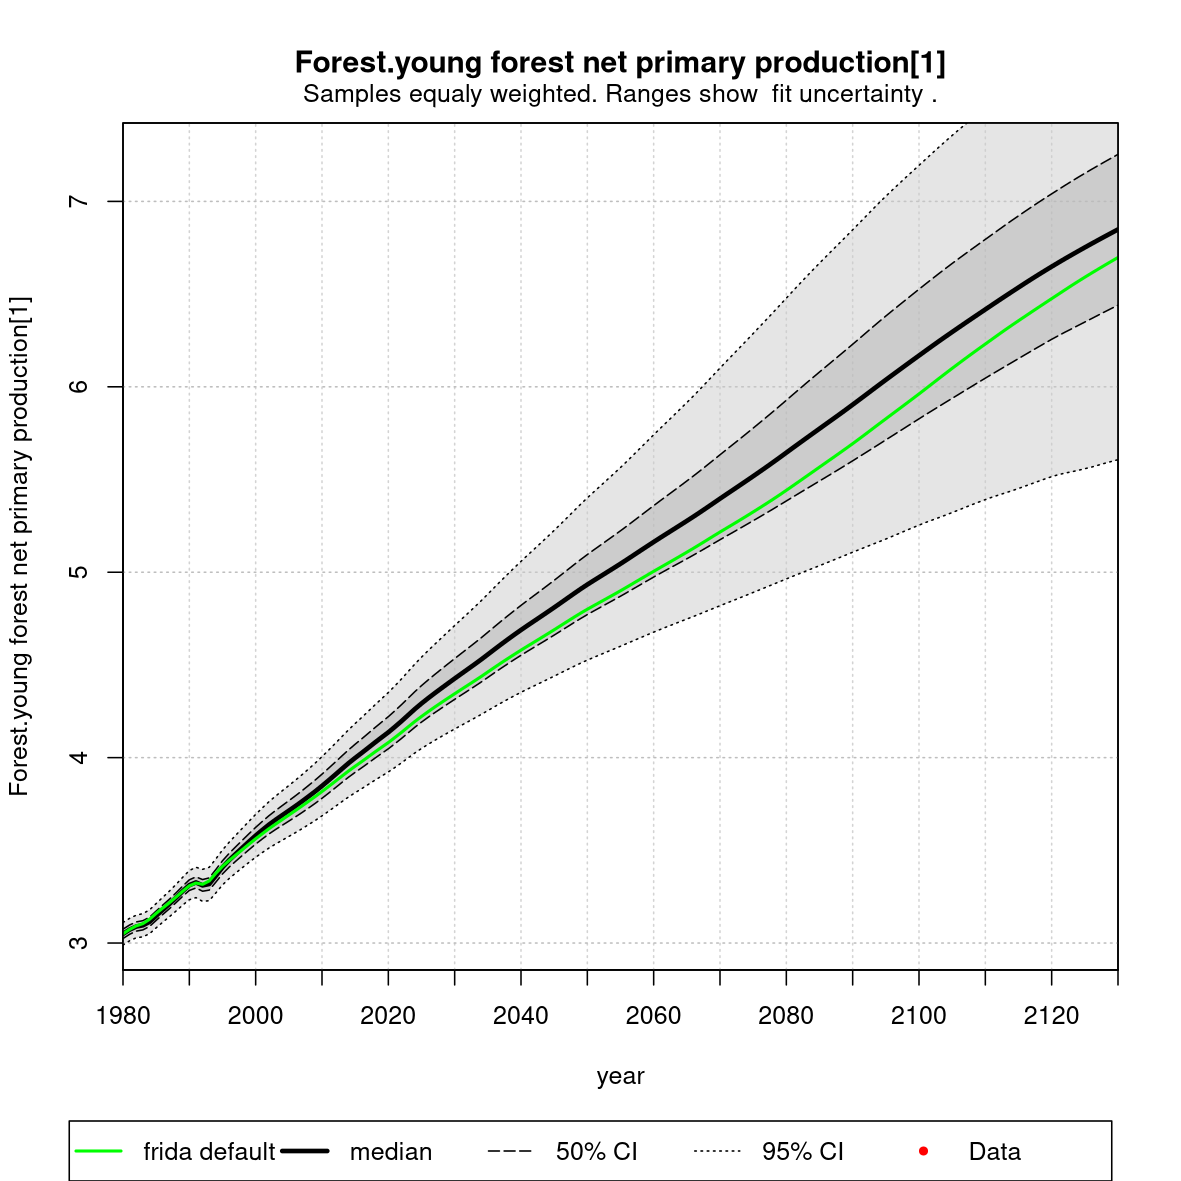 Forest.young forest net primary production[1]
Samples equaly weighted. Ranges show  fit uncertainty .
Forest.young forest net primary production[1]
7
6
5
4
3
1980 2000 2020 2040 2060 2080 2100 2120
year
frida default median 50% CI 95% CI Data